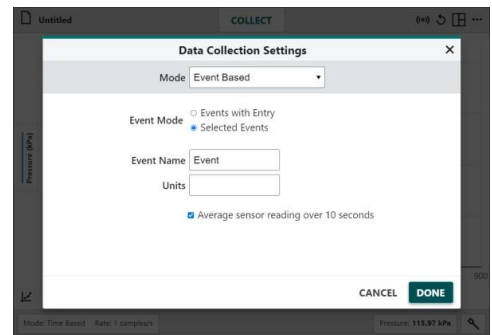 Untitled
COLLECT
Data Collection Settings
Mode Event Based
Event Mode
Events with Entry
Selected Events
Event Name Event
Units
Average sensor reading over 10 seconds
CANCEL DONE
Pressure (kPa)
900
Mode: Time Based Rate: 1 samples/s
Pressure: 115.97 kPa